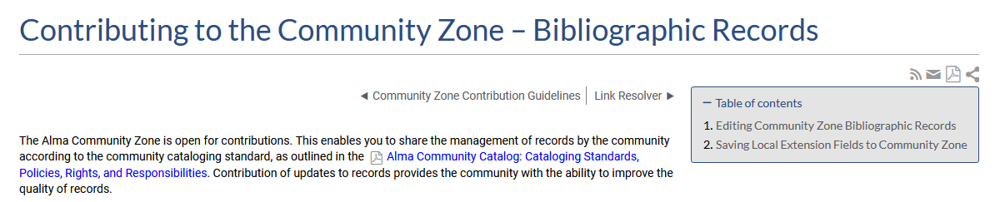 Contributing to the Community Zone – Bibliographic Records
◄ Community Zone Contribution Guidelines | Link Resolver ►
− Table of contents
1. Editing Community Zone Bibliographic Records
2. Saving Local Extension Fields to Community Zone
The Alma Community Zone is open for contributions. This enables you to share the management of records by the community
according to the community cataloging standard, as outlined in the Alma Community Catalog: Cataloging Standards,
Policies, Rights, and Responsibilities. Contribution of updates to records provides the community with the ability to improve the
quality of records.